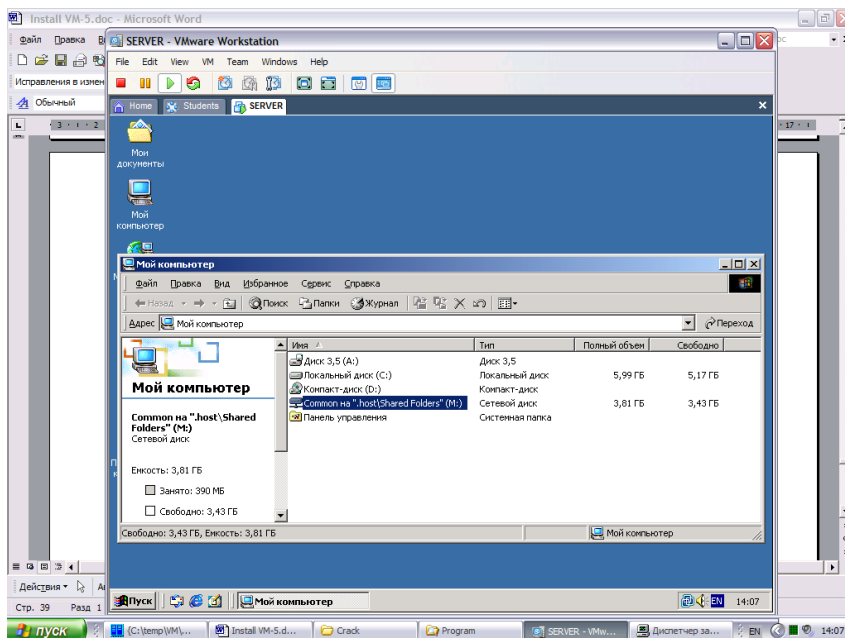 Install VM-5.doc - Microsoft Word
Файл Правка
SERVER - VMware Workstation
File Edit View VM Team Windows Help
Исправления в измен
Обычный
Home Students SERVER
3 · 1 · 2
17 · 1
Мои документы
Мой компьютер
Мой компьютер
Файл Правка Вид Избранное Сервис Справка
Назад Поиск Папки Журнал
Адрес Мой компьютер Переход
Имя Тип Полный объем Свободно
Диск 3,5 (A:) Диск 3,5
Локальный диск (C:) Локальный диск 5,99 ГБ 5,17 ГБ
Компакт-диск (D:) Компакт-диск
Common на ".host\Shared Folders" (M:) Сетевой диск 3,81 ГБ 3,43 ГБ
Панель управления Системная папка
Мой компьютер
Common на ".host\Shared
Folders" (M:)
Сетевой диск
Емкость: 3,81 ГБ
Занято: 390 МБ
Свободно: 3,43 ГБ
Свободно: 3,43 ГБ, Емкость: 3,81 ГБ Мой компьютер
Действия
Пуск Мой компьютер EN 14:07
Стр. 39 Разд 1
пуск {C:\temp\VM\... Install VM-5.d... Crack Program SERVER - VMw... Диспетчер за... EN 14:07